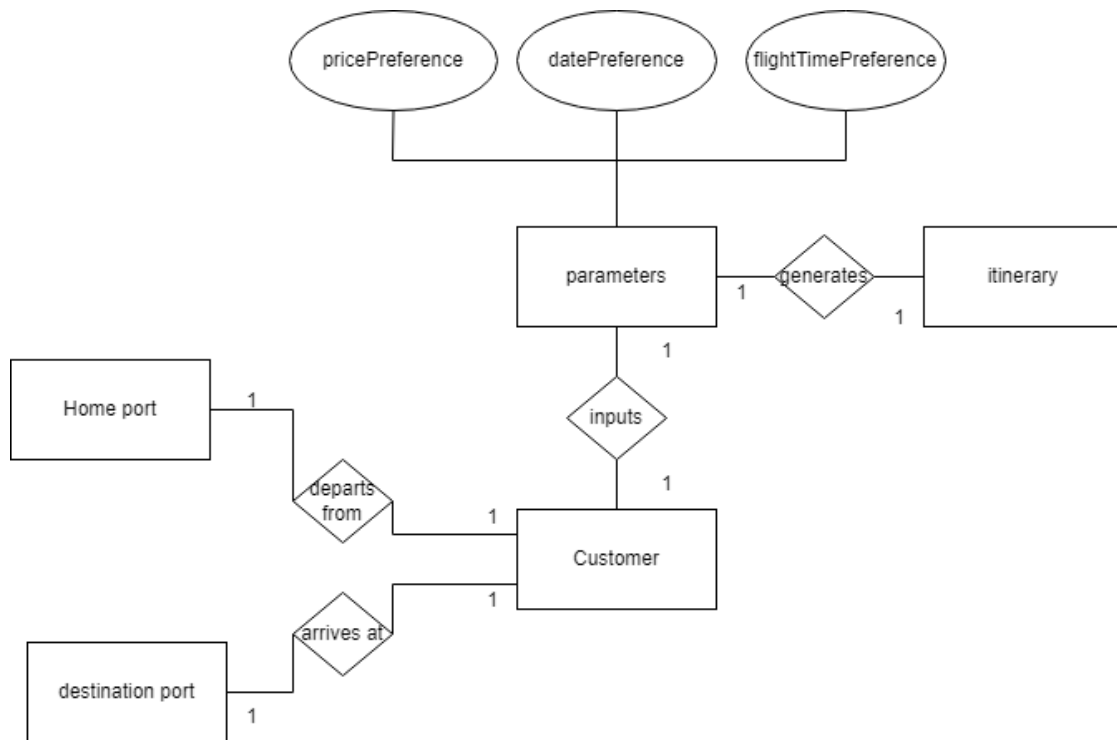 pricePreference
datePreference
flightTimePreference
parameters
generates
itinerary
1
1
1
Home port
1
inputs
departs
from
1
1
Customer
1
arrives at
destination port
1